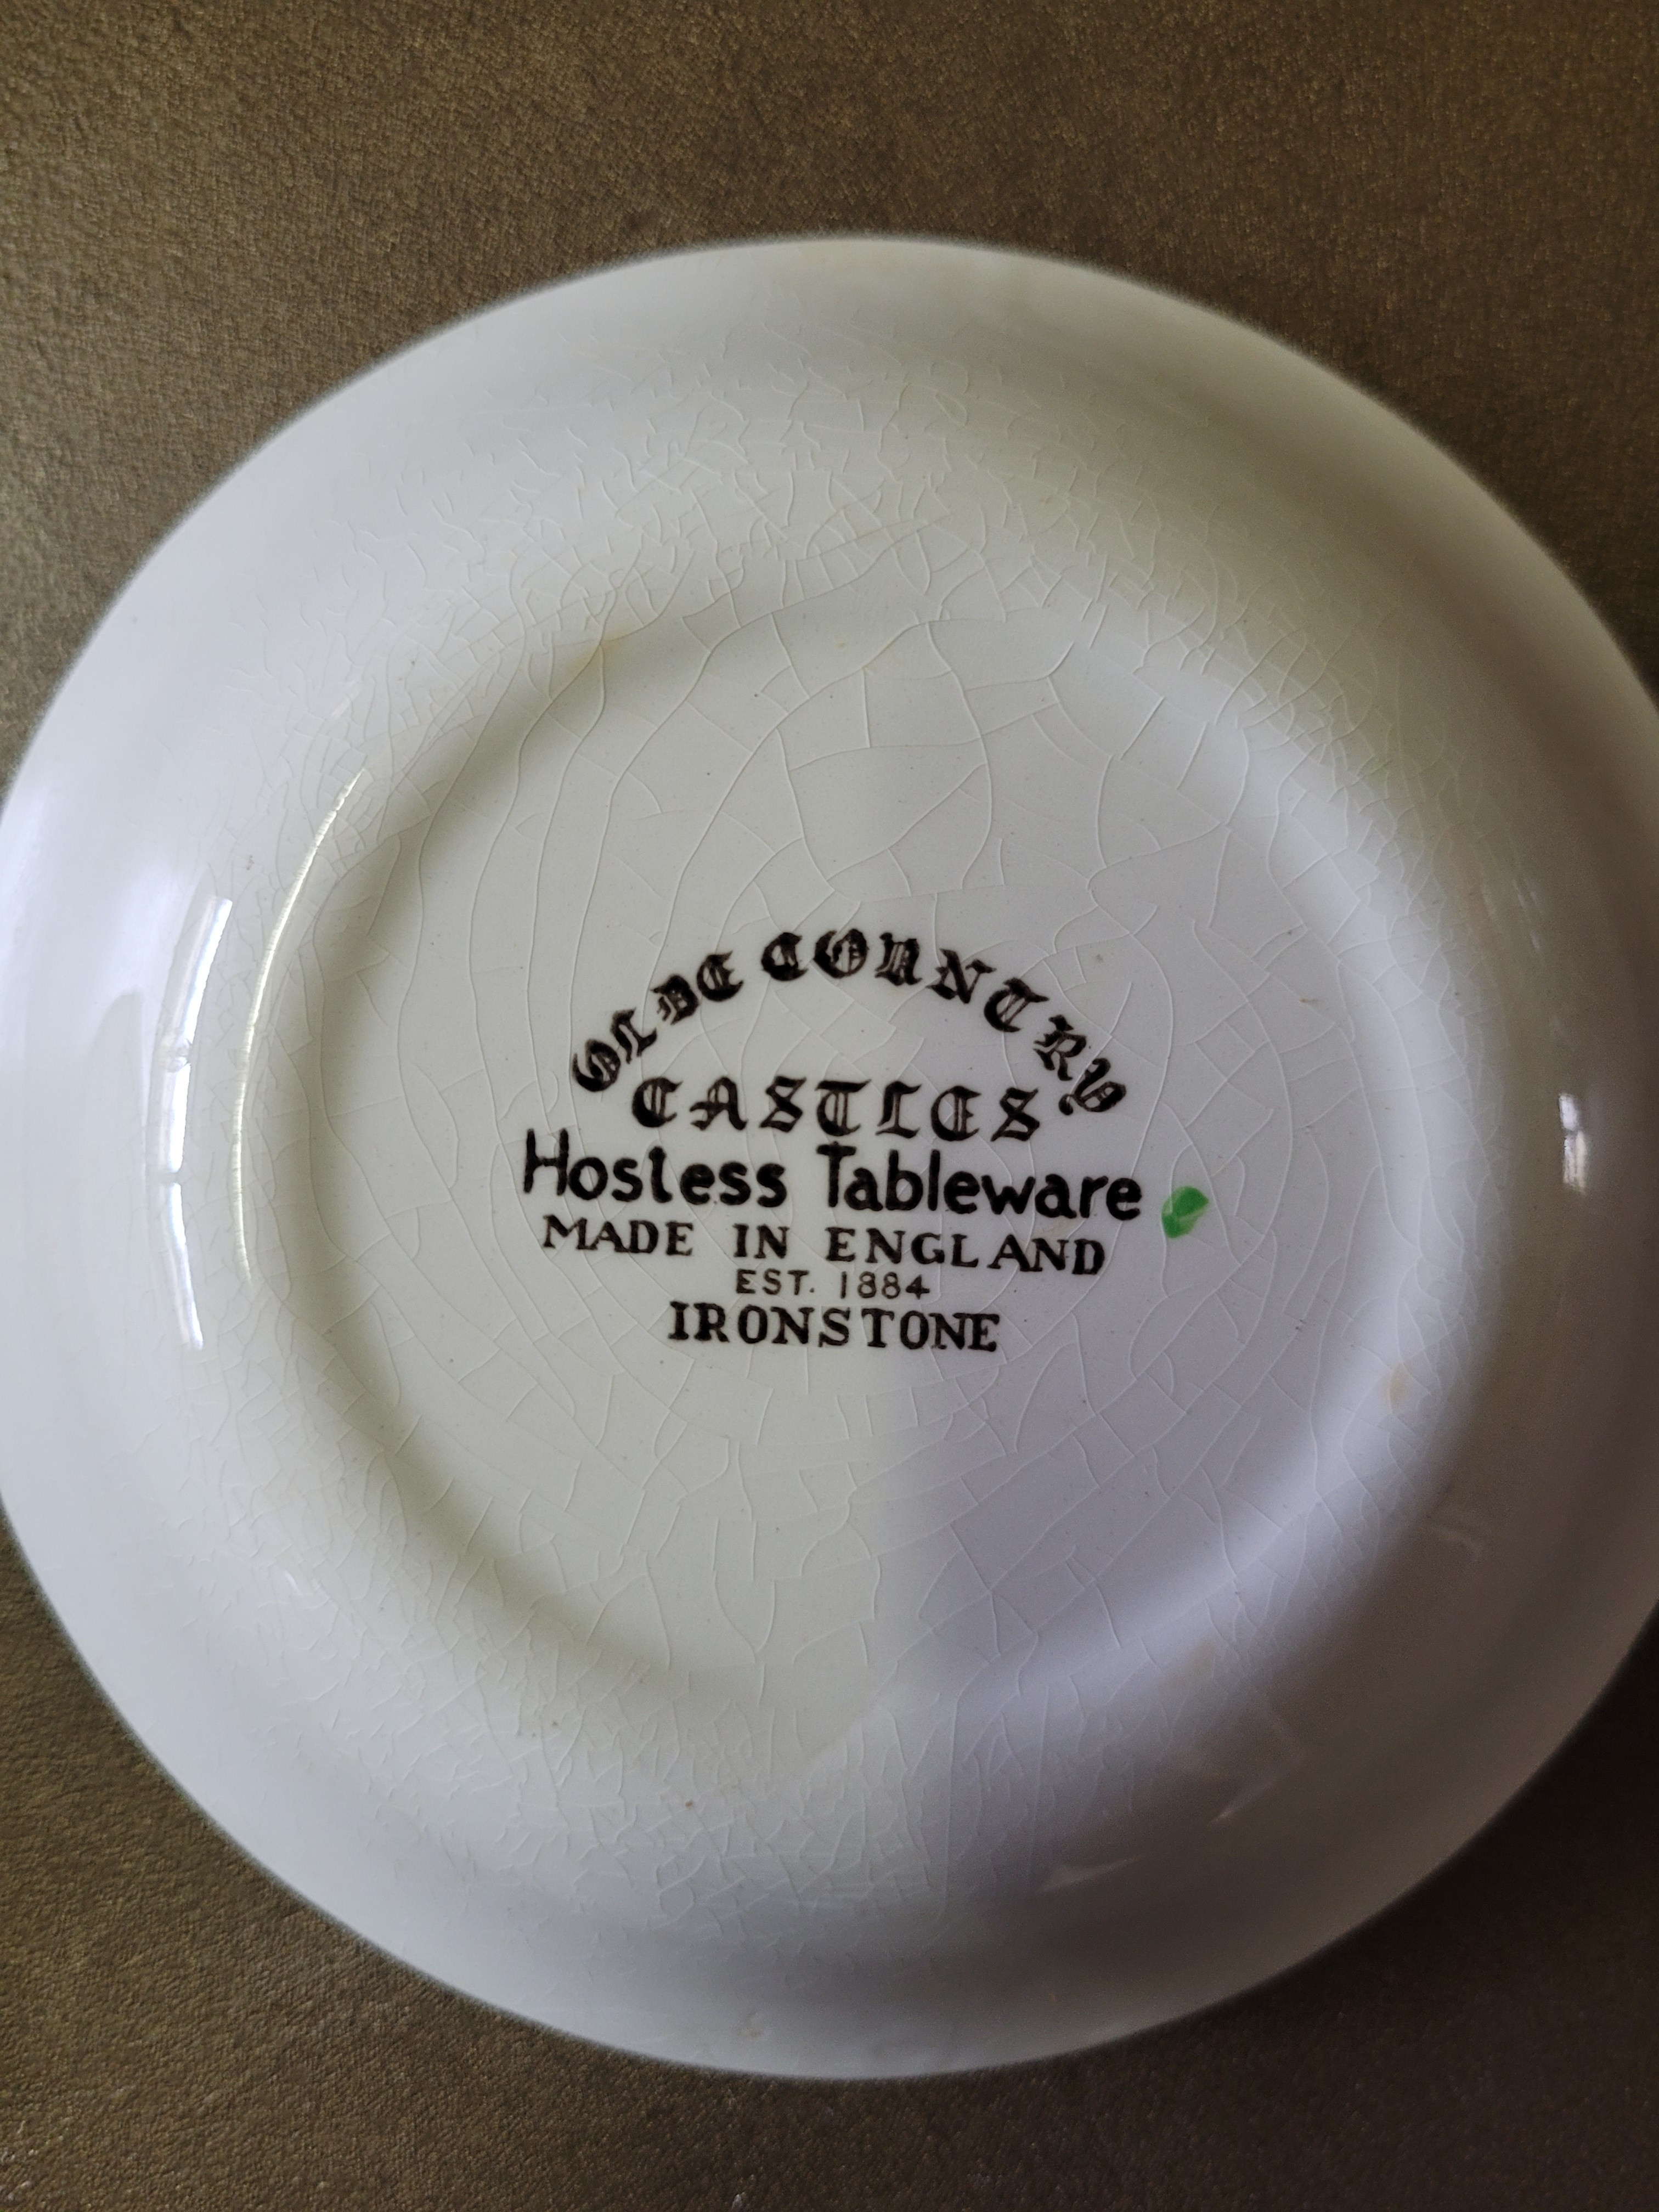 OLDE COUNTRY
CASTLES
Hostess Tableware
MADE IN ENGLAND
EST. 1884
IRONSTONE